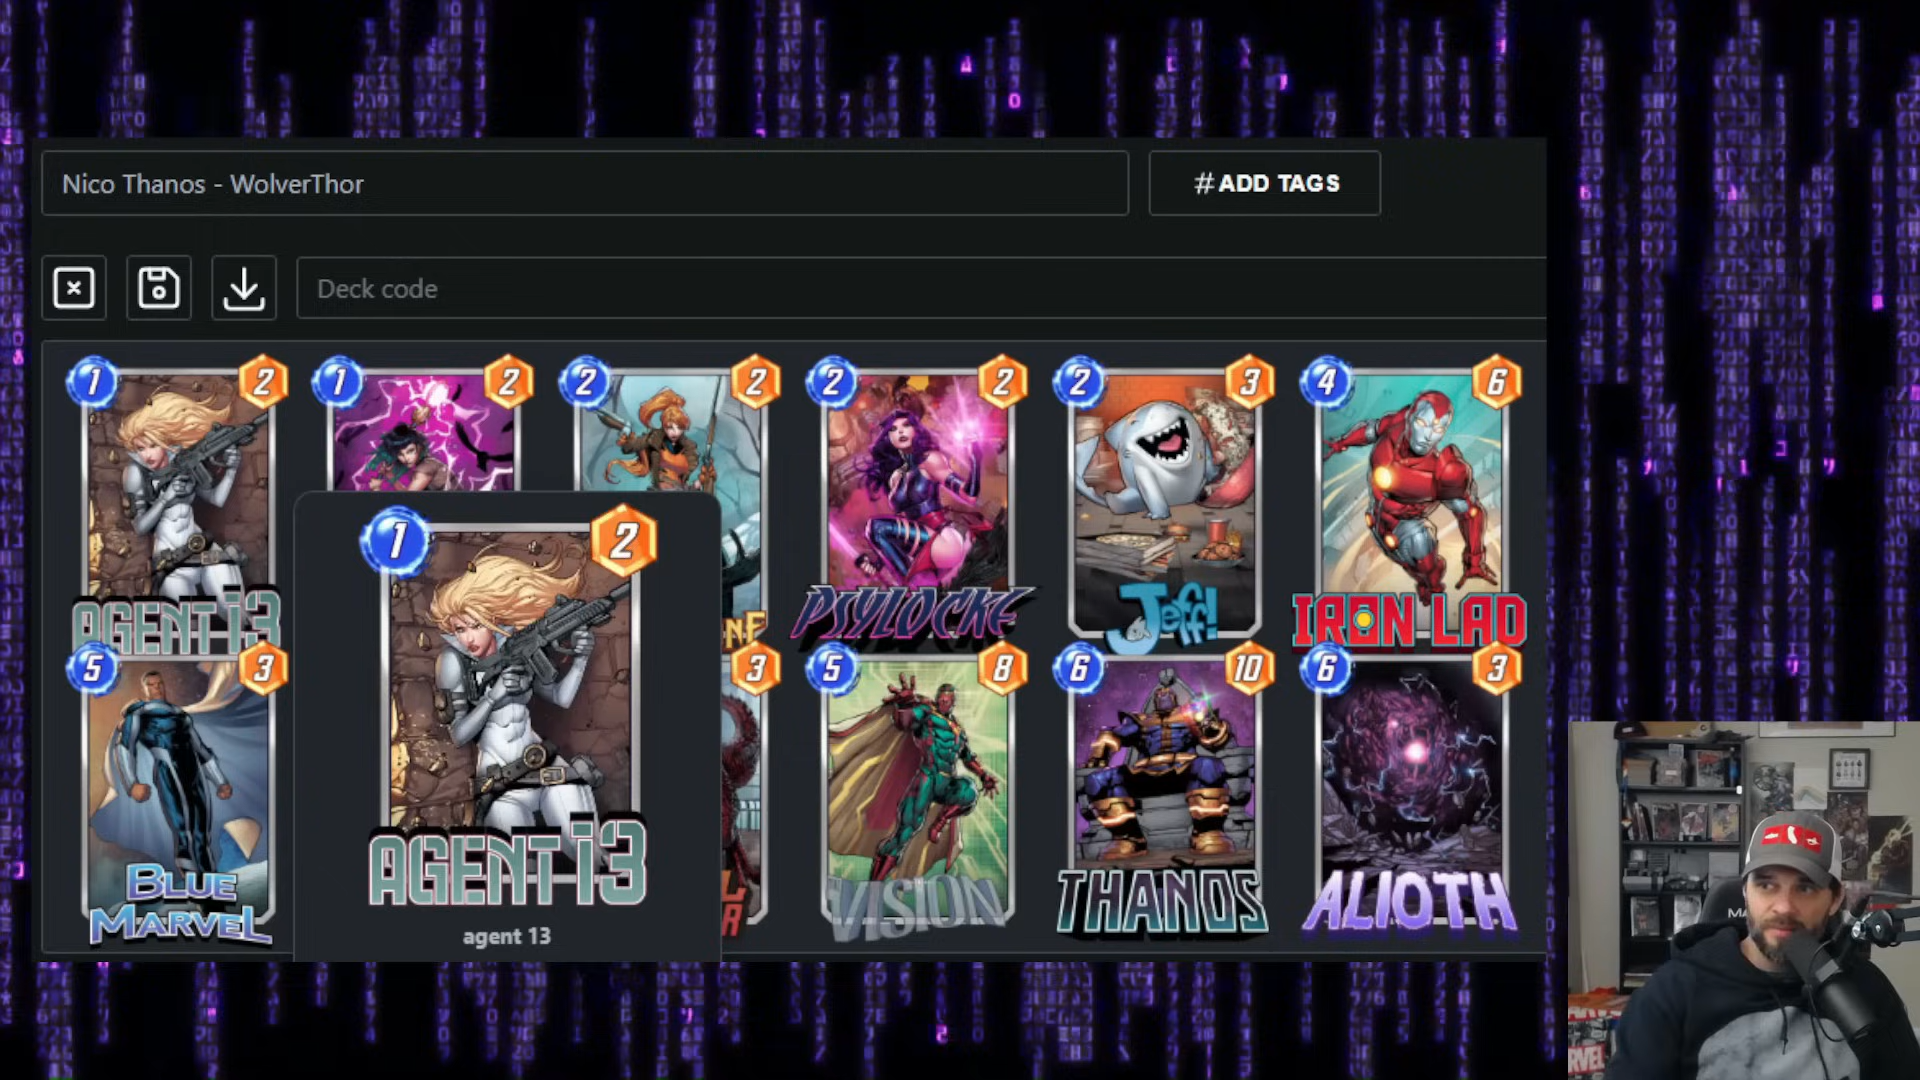 Nico Thanos - WolverThor
#ADD TAGS
Deck code
1 2 1 2 2 2 2 2 2 3 4 6
AGENT 13
PSYLOCKE
Jeff!
IRON LAD
1 2
5 3 3 5 8 6 10 6 3
BLUE MARVEL
AGENT 13
VISION
THANOS
ALIOTH
agent 13